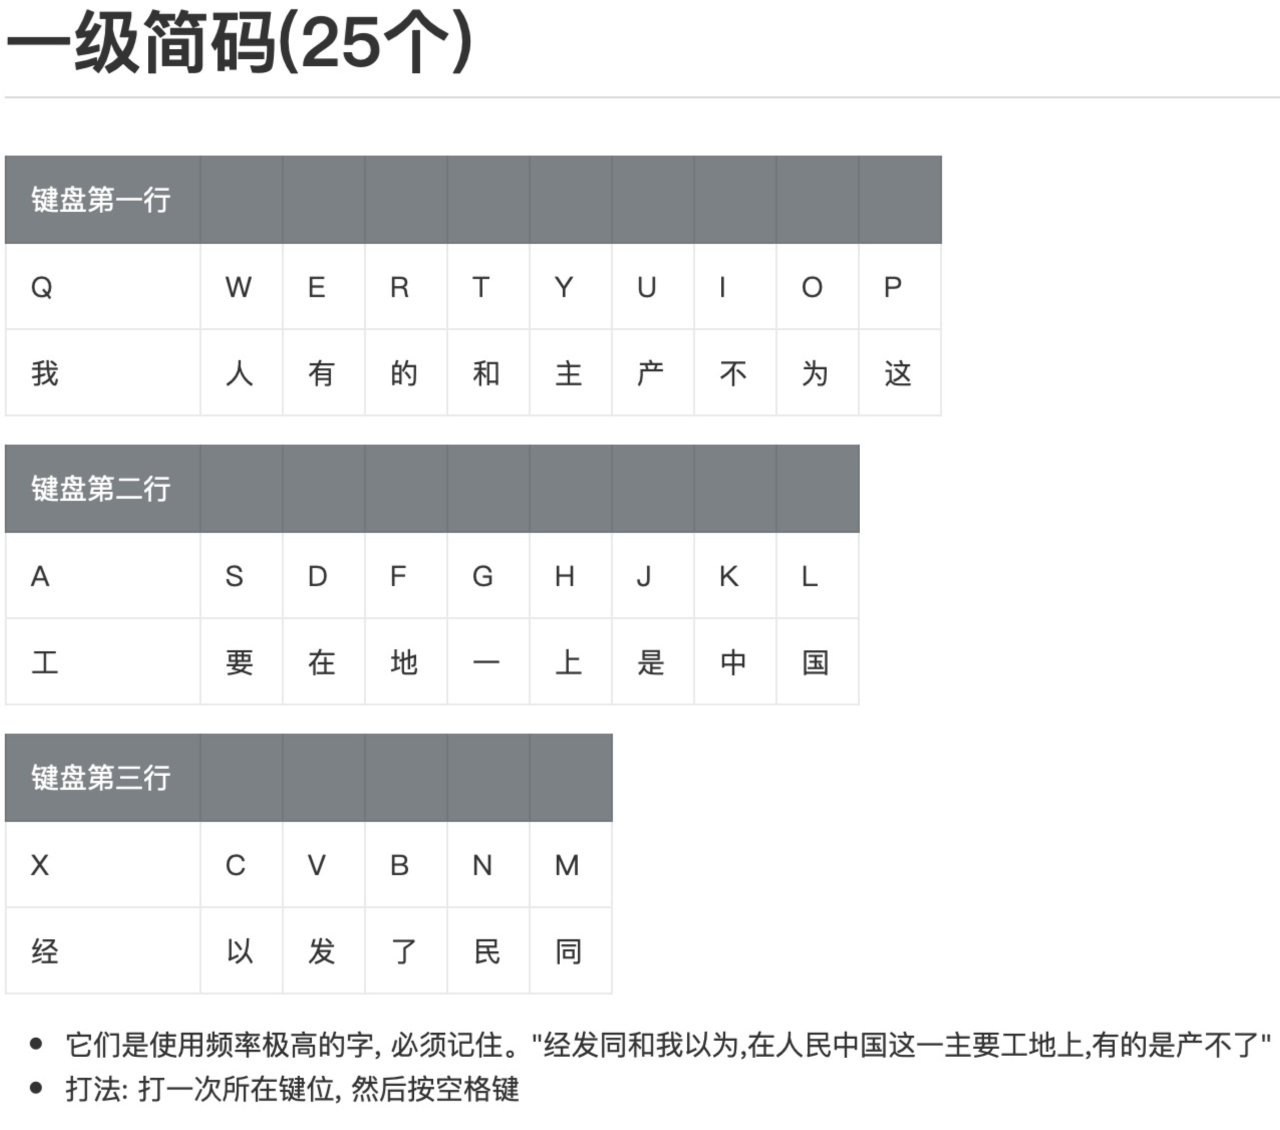 一级简码(25个)
键盘第一行
Q W E R T Y U I O P
我 人 有 的 和 主 产 不 为 这
键盘第二行
A S D F G H J K L
工 要 在 地 一 上 是 中 国
键盘第三行
X C V B N M
经 以 发 了 民 同
• 它们是使用频率极高的字, 必须记住。"经发同和我以为,在人民中国这一主要工地上,有的是产不了"
• 打法: 打一次所在键位, 然后按空格键